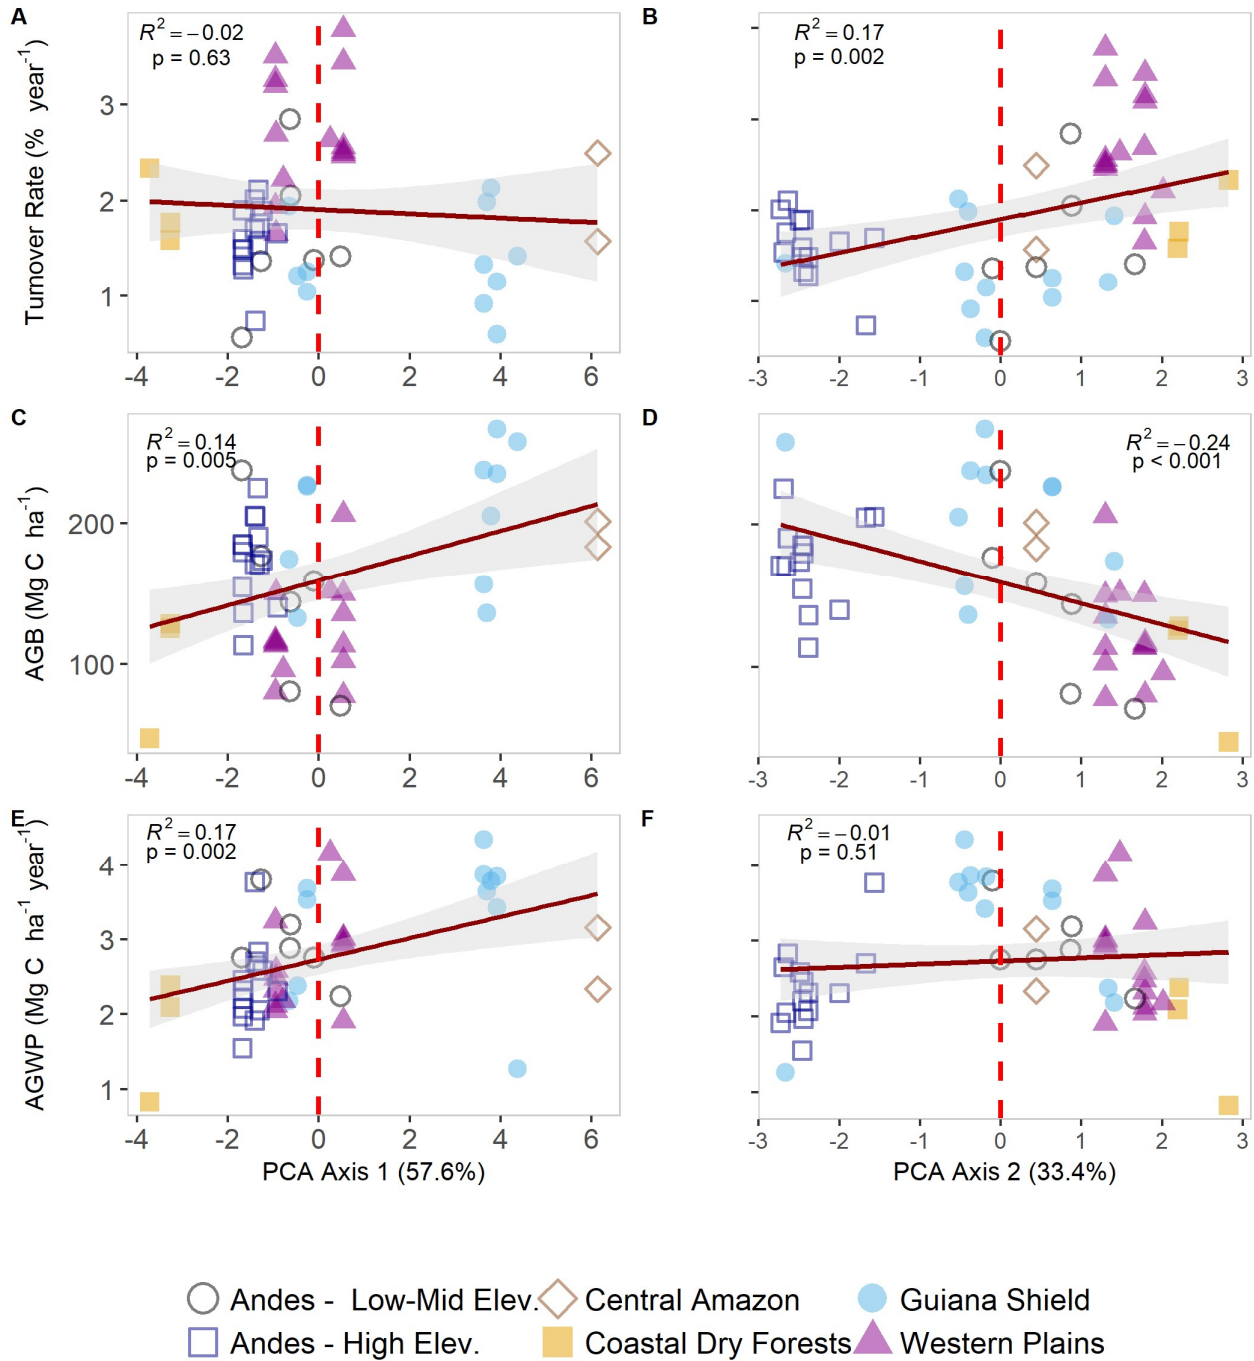 A
R² = −0.02
p = 0.63
Turnover Rate (%  year⁻¹)
3
2
1
-4 -2 0 2 4 6
B
R² = 0.17
p = 0.002
-3 -2 -1 0 1 2 3
C
R² = 0.14
p = 0.005
AGB (Mg C  ha⁻¹)
200
100
-4 -2 0 2 4 6
D
R² = −0.24
p < 0.001
-3 -2 -1 0 1 2 3
E
R² = 0.17
p = 0.002
AGWP (Mg C  ha⁻¹ year⁻¹)
4
3
2
1
-4 -2 0 2 4 6
PCA Axis 1 (57.6%)
F
R² = −0.01
p = 0.51
-3 -2 -1 0 1 2 3
PCA Axis 2 (33.4%)
Andes -  Low-Mid Elev. Central Amazon Guiana Shield
Andes - High Elev. Coastal Dry Forests Western Plains